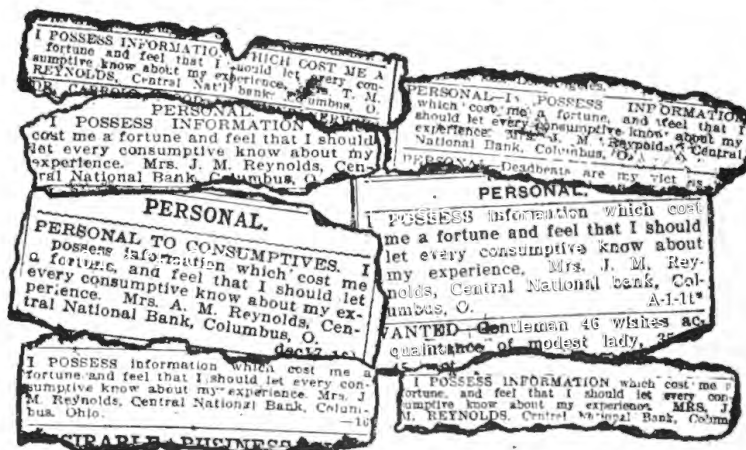 I POSSESS INFORMATION, WHICH COST ME A
fortune and feel that I should let every con-
sumptive know about my experience. T. M.
REYNOLDS, Central Nat'l bank, Columbus, O.
PERSONAL.
I POSSESS INFORMATION
cost me a fortune and feel that I should
let every consumptive know about my
experience. Mrs. J. M. Reynolds, Cen-
tral National Bank, Columbus, O.
PERSONAL.
PERSONAL TO CONSUMPTIVES. I
possess information which cost me
a fortune, and feel that I should let
every consumptive know about my ex-
perience. Mrs. A. M. Reynolds, Cen-
tral National Bank, Columbus, O.
dec17
I POSSESS information which cost me a
fortune and feel that I should let every con-
sumptive know about my experience. Mrs. J
M. Reynolds, Central National Bank, Colum-
bus, Ohio.
—16
SIRABLE BUSINESS
PERSONAL—I POSSESS INFORMATION
which cost me a fortune, and feel that I
should let every consumptive know about my
experience. Mrs. J. M. Reynolds, Central
National Bank, Columbus, O.
PERSONAL—Deadbeats are my
PERSONAL.
I POSSESS information which cost
me a fortune and feel that I should
let every consumptive know about
my experience. Mrs. J. M. Rey-
nolds, Central National bank, Col-
umbus, O. A-1-1t*
WANTED—Gentleman 46 wishes ac
quaintance of modest lady, 35
I POSSESS INFORMATION which cost me
fortune, and feel that I should let every con
sumptive know about my experience. MRS. J
M. REYNOLDS, Central National Bank, Colum